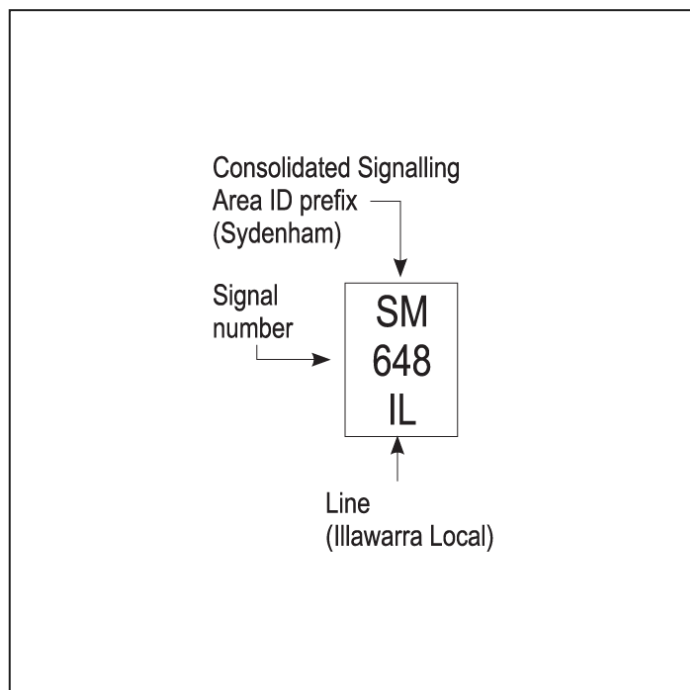 Consolidated Signalling
Area ID prefix
(Sydenham)
Signal
number
SM
648
IL
Line
(Illawarra Local)